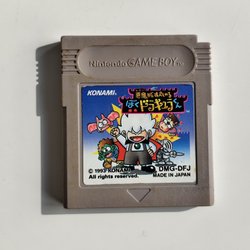 Nintendo GAME BOY
KONAMI
悪魔城すぺしゃる
ぼくドラキュラくん
© 1993 KONAMI
All rights reserved.
DMG-DFJ
MADE IN JAPAN